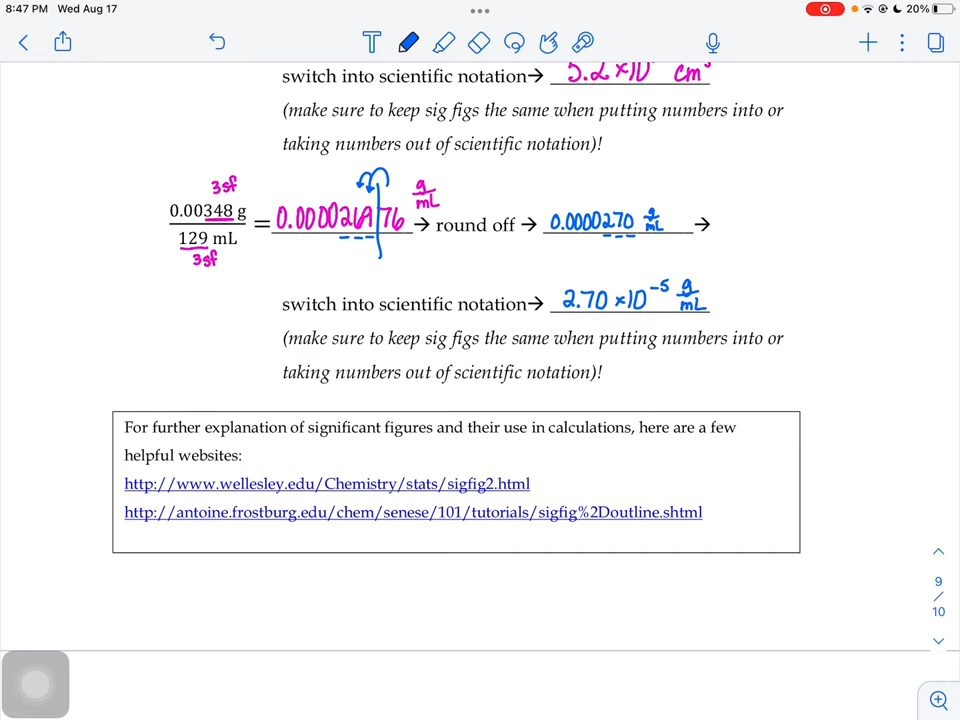 8:47 PM Wed Aug 17
20%
switch into scientific notation→ 5.2 ×10 cm³
(make sure to keep sig figs the same when putting numbers into or
taking numbers out of scientific notation)!
3sf
0.00348 g
129 mL
3sf
= 0.000026976 g/mL → round off → 0.0000270 g/mL →
switch into scientific notation→ 2.70 ×10⁻⁵ g/mL
(make sure to keep sig figs the same when putting numbers into or
taking numbers out of scientific notation)!
For further explanation of significant figures and their use in calculations, here are a few
helpful websites:
http://www.wellesley.edu/Chemistry/stats/sigfig2.html
http://antoine.frostburg.edu/chem/senese/101/tutorials/sigfig%2Doutline.shtml
9
/
10